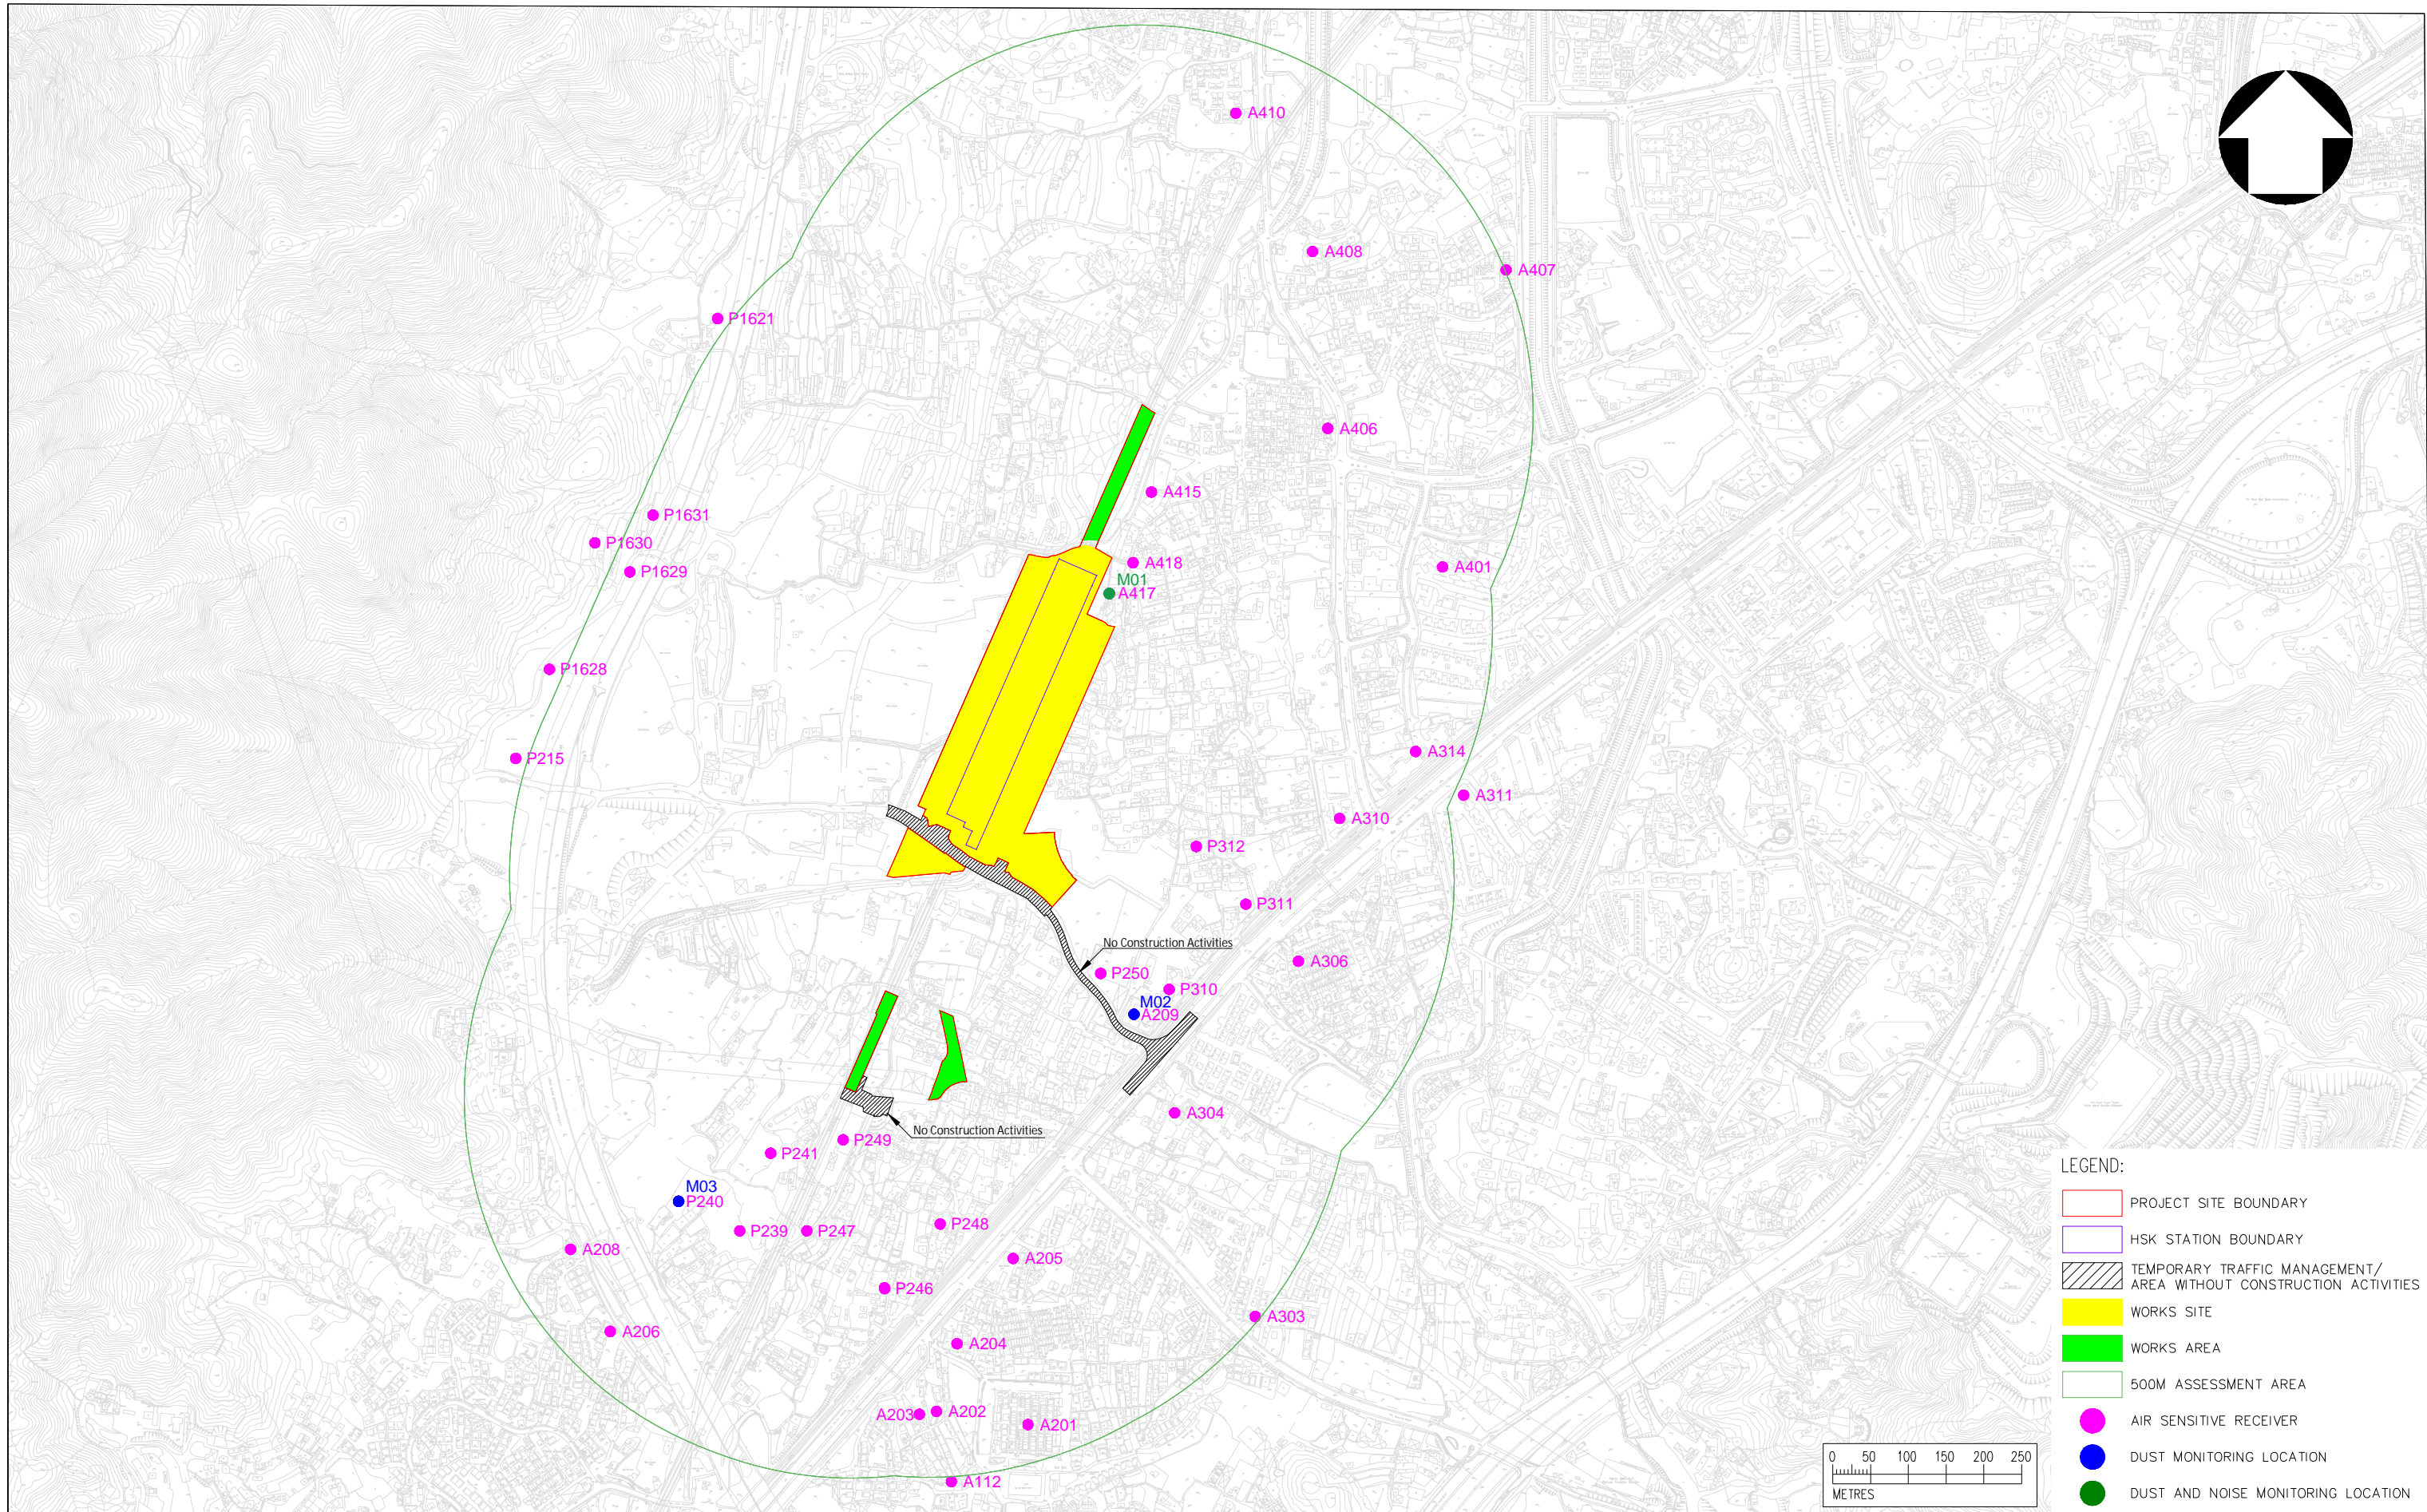 A410
A408
A407
P1621
A406
A415
P1631
P1630
A418
A401
P1629
M01
A417
P1628
A314
P215
A311
A310
P312
P311
No Construction Activities
A306
P250
P310
M02
A209
A304
No Construction Activities
P249
P241
M03
P240
P248
P239
P247
A208
A205
P246
A303
A206
A204
A203
A202
A201
A112
LEGEND:
PROJECT SITE BOUNDARY
HSK STATION BOUNDARY
TEMPORARY TRAFFIC MANAGEMENT/
AREA WITHOUT CONSTRUCTION ACTIVITIES
WORKS SITE
WORKS AREA
500M ASSESSMENT AREA
AIR SENSITIVE RECEIVER
DUST MONITORING LOCATION
DUST AND NOISE MONITORING LOCATION
0 50 100 150 200 250
METRES